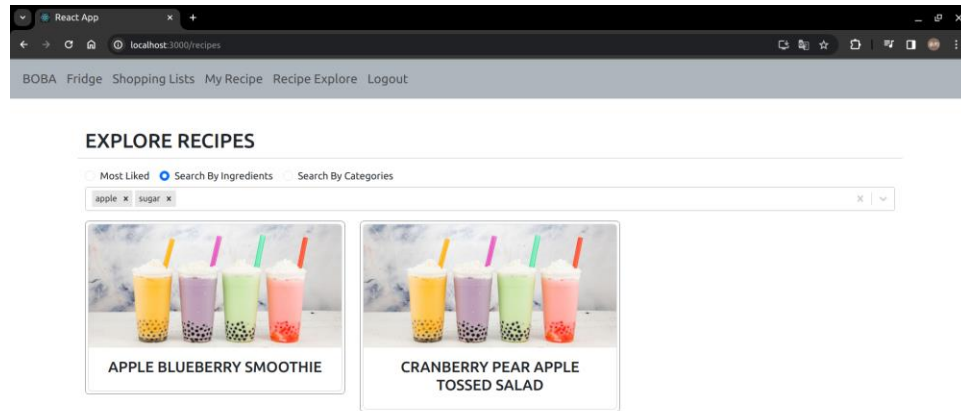 React App
localhost:3000/recipes
BOBA Fridge Shopping Lists My Recipe Recipe Explore Logout
EXPLORE RECIPES
Most Liked Search By Ingredients Search By Categories
apple × sugar ×
APPLE BLUEBERRY SMOOTHIE
CRANBERRY PEAR APPLE
TOSSED SALAD